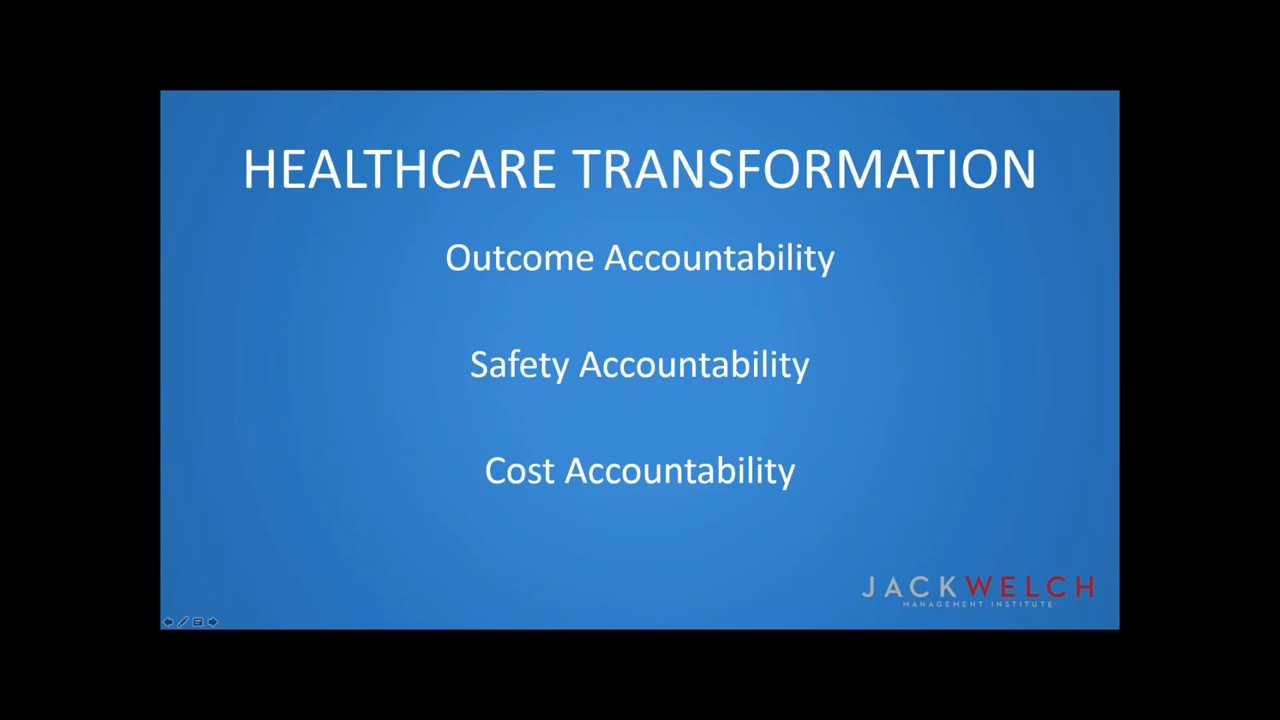 HEALTHCARE TRANSFORMATION
Outcome Accountability
Safety Accountability
Cost Accountability
JACKWELCH
MANAGEMENT INSTITUTE